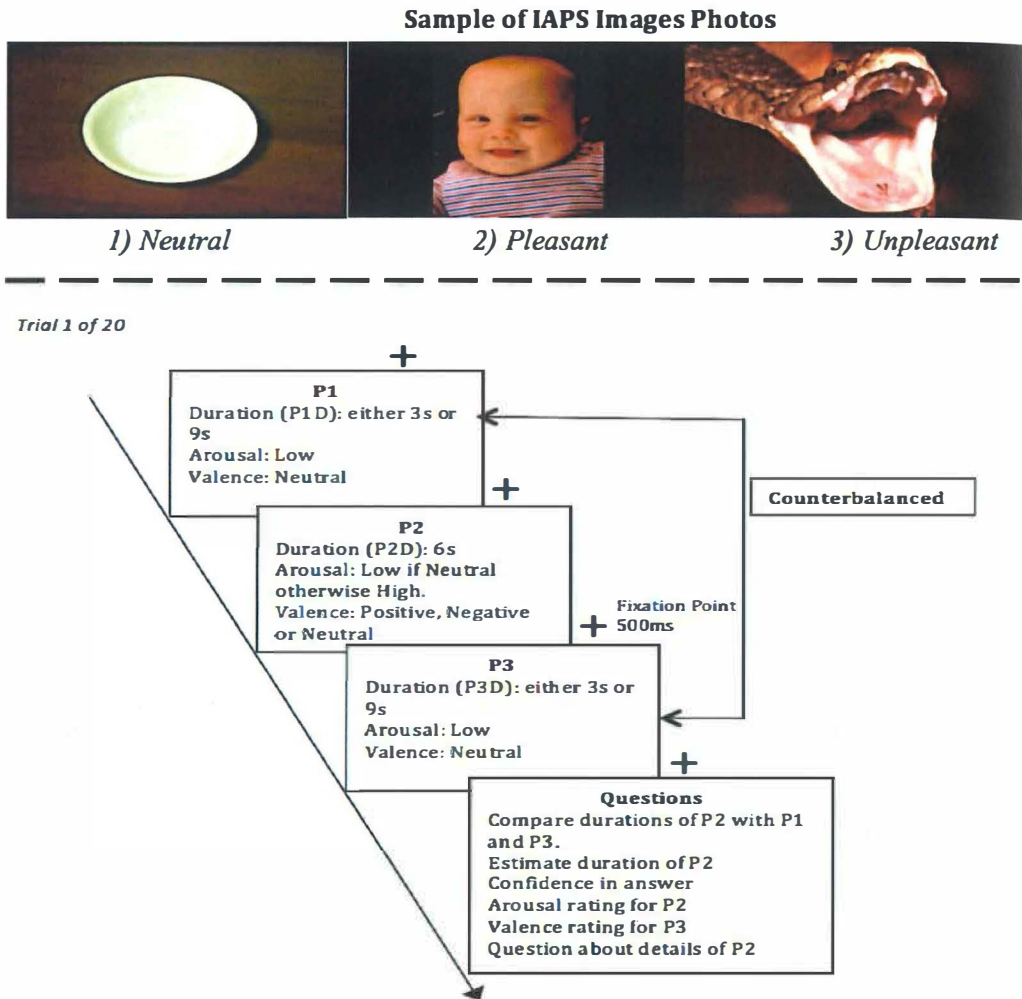 Sample of IAPS Images Photos
1) Neutral
2) Pleasant
3) Unpleasant
Trial 1 of 20
P1
Duration (P1D): either 3s or
9s
Arousal: Low
Valence: Neutral
Counterbalanced
P2
Duration (P2D): 6s
Arousal: Low if Neutral
otherwise High.
Valence: Positive, Negative
or Neutral
Fixation Point
500ms
P3
Duration (P3D): either 3s or
9s
Arousal: Low
Valence: Neutral
Questions
Compare durations of P2 with P1
and P3.
Estimate duration of P2
Confidence in answer
Arousal rating for P2
Valence rating for P3
Question about details of P2